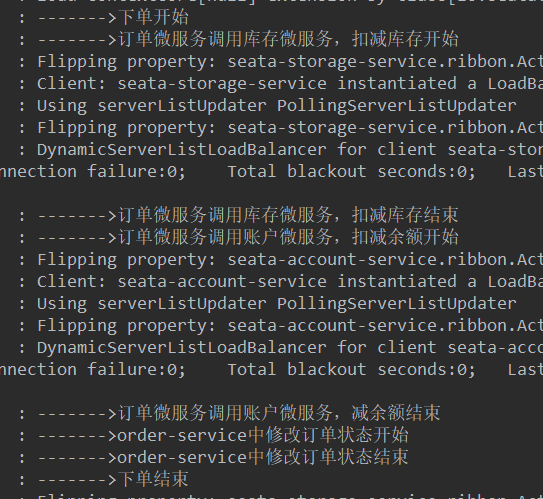 : ------->下单开始
: ------->订单微服务调用库存微服务，扣减库存开始
: Flipping property: seata-storage-service.ribbon.Act
: Client: seata-storage-service instantiated a LoadBa
: Using serverListUpdater PollingServerListUpdater
: Flipping property: seata-storage-service.ribbon.Act
: DynamicServerListLoadBalancer for client seata-stor
nnection failure:0;    Total blackout seconds:0;   Last
: ------->订单微服务调用库存微服务，扣减库存结束
: ------->订单微服务调用账户微服务，扣减余额开始
: Flipping property: seata-account-service.ribbon.Act
: Client: seata-account-service instantiated a LoadBa
: Using serverListUpdater PollingServerListUpdater
: Flipping property: seata-account-service.ribbon.Act
: DynamicServerListLoadBalancer for client seata-acco
nnection failure:0;    Total blackout seconds:0;   Last
: ------->订单微服务调用账户微服务，减余额结束
: ------->order-service中修改订单状态开始
: ------->order-service中修改订单状态结束
: ------->下单结束